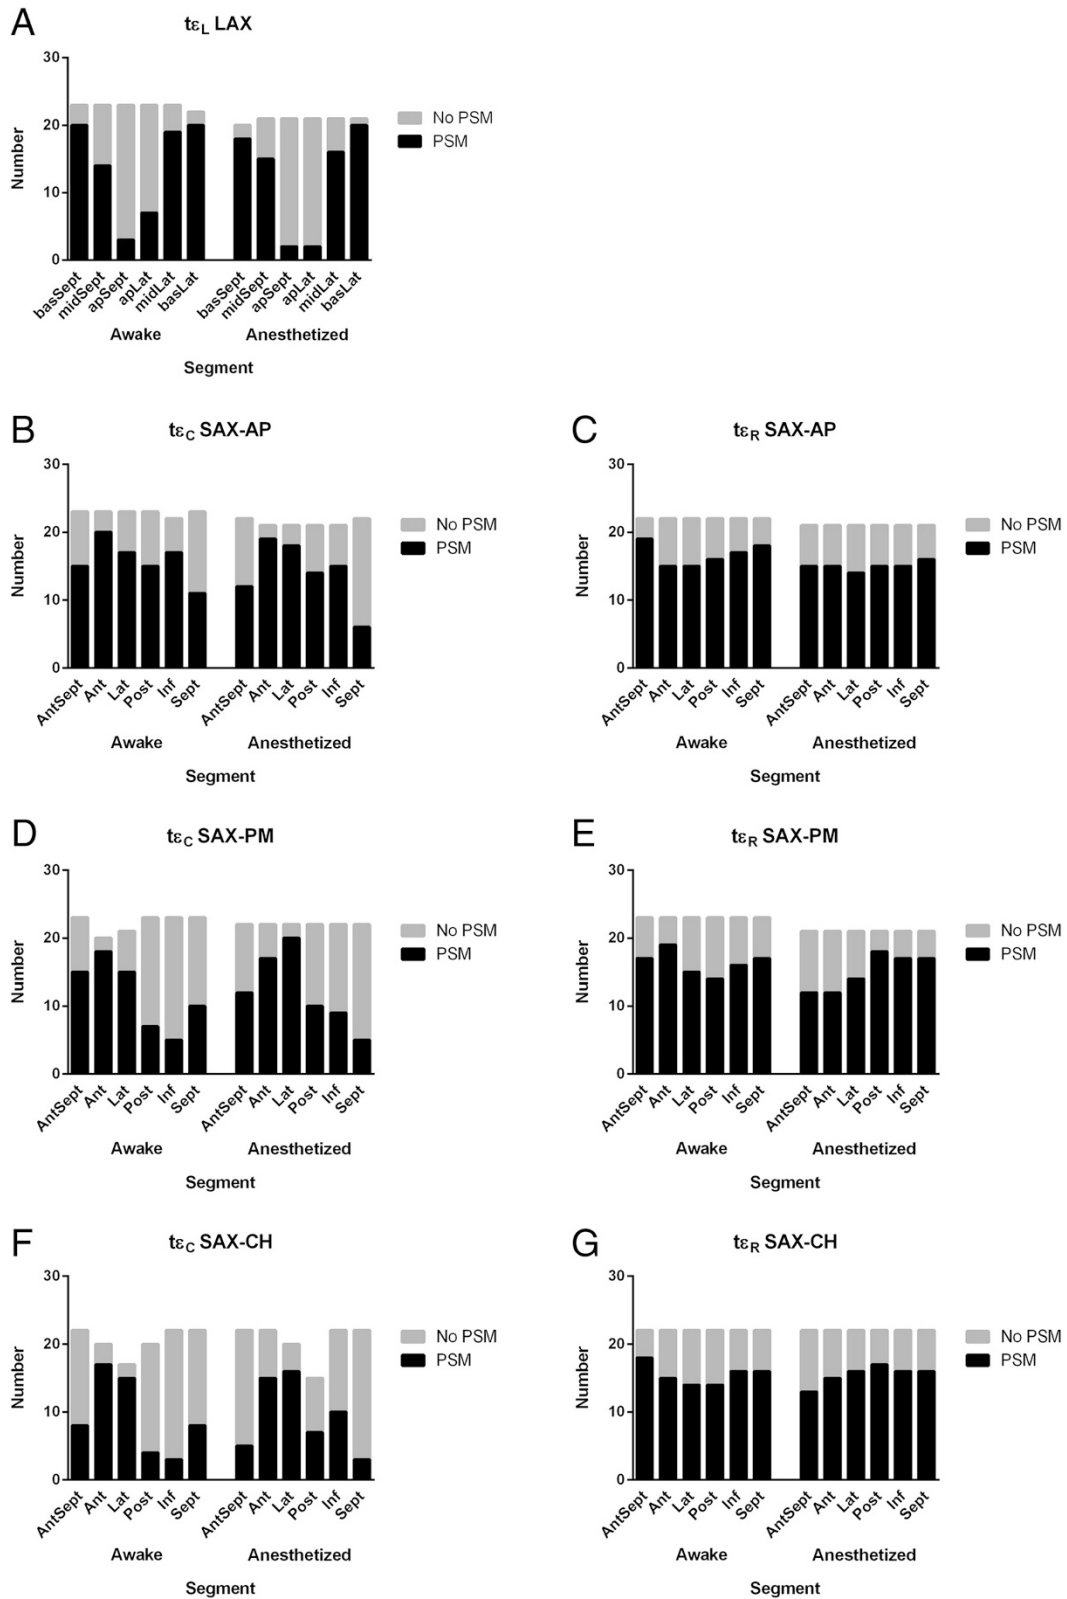 A
tεL LAX
30
20
10
0
Number
basSept
midSept
apSept
apLat
midLat
basLat
basSept
midSept
apSept
apLat
midLat
basLat
Awake
Anesthetized
Segment
No PSM
PSM
B
tεC SAX-AP
30
20
10
0
Number
AntSept
Ant
Lat
Post
Inf
Sept
AntSept
Ant
Lat
Post
Inf
Sept
Awake
Anesthetized
Segment
No PSM
PSM
C
tεR SAX-AP
30
20
10
0
Number
AntSept
Ant
Lat
Post
Inf
Sept
AntSept
Ant
Lat
Post
Inf
Sept
Awake
Anesthetized
Segment
No PSM
PSM
D
tεC SAX-PM
30
20
10
0
Number
AntSept
Ant
Lat
Post
Inf
Sept
AntSept
Ant
Lat
Post
Inf
Sept
Awake
Anesthetized
Segment
No PSM
PSM
E
tεR SAX-PM
30
20
10
0
Number
AntSept
Ant
Lat
Post
Inf
Sept
AntSept
Ant
Lat
Post
Inf
Sept
Awake
Anesthetized
Segment
No PSM
PSM
F
tεC SAX-CH
30
20
10
0
Number
AntSept
Ant
Lat
Post
Inf
Sept
AntSept
Ant
Lat
Post
Inf
Sept
Awake
Anesthetized
Segment
No PSM
PSM
G
tεR SAX-CH
30
20
10
0
Number
AntSept
Ant
Lat
Post
Inf
Sept
AntSept
Ant
Lat
Post
Inf
Sept
Awake
Anesthetized
Segment
No PSM
PSM